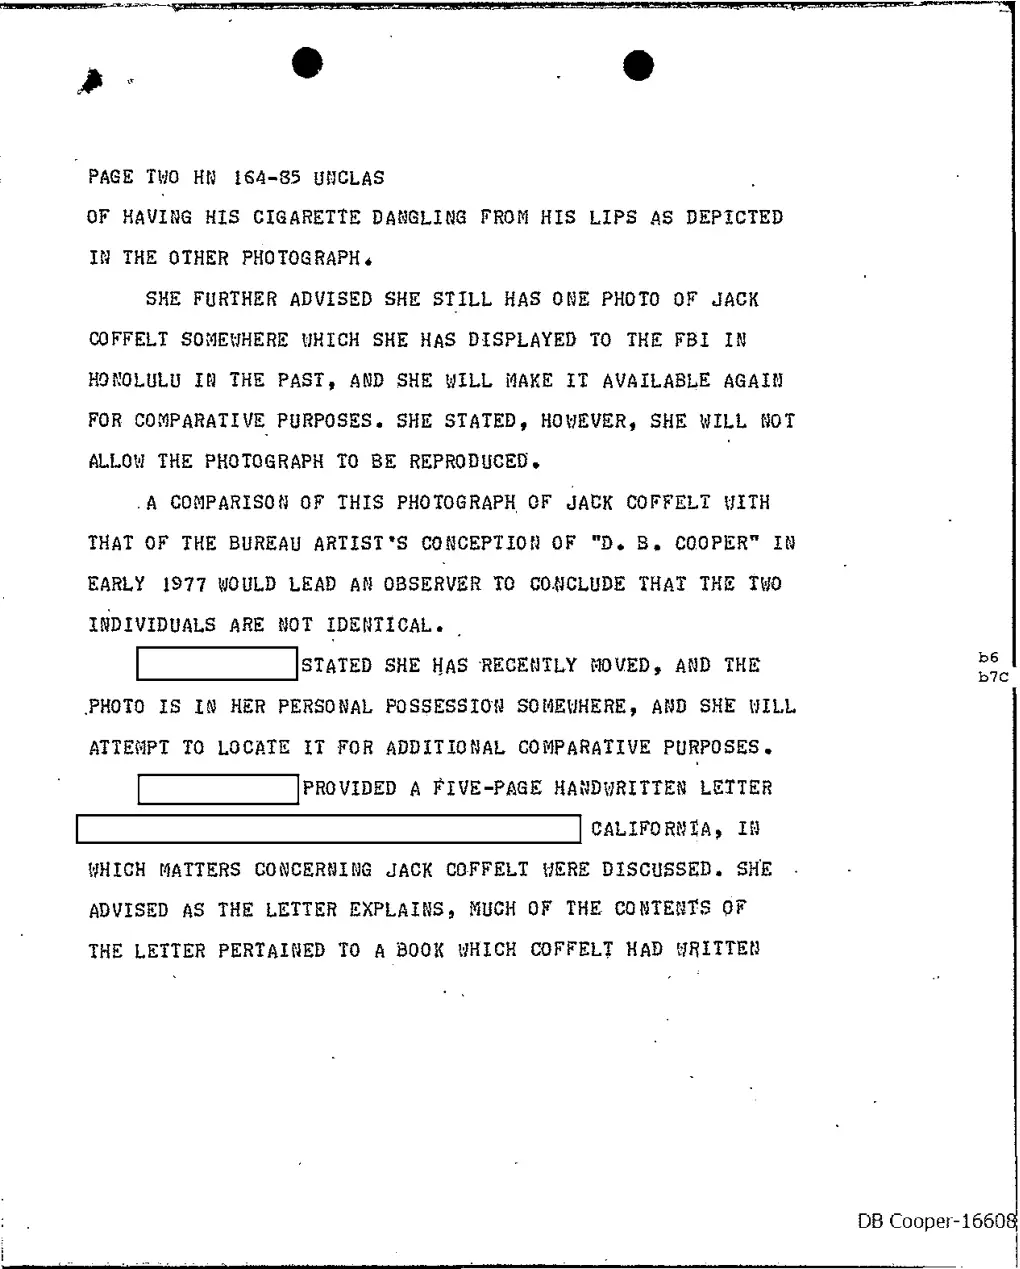 PAGE TWO HN 164-85 UNCLAS
OF HAVING HIS CIGARETTE DANGLING FROM HIS LIPS AS DEPICTED
IN THE OTHER PHOTOGRAPH.
SHE FURTHER ADVISED SHE STILL HAS ONE PHOTO OF JACK
COFFELT SOMEWHERE WHICH SHE HAS DISPLAYED TO THE FBI IN
HONOLULU IN THE PAST, AND SHE WILL MAKE IT AVAILABLE AGAIN
FOR COMPARATIVE PURPOSES. SHE STATED, HOWEVER, SHE WILL NOT
ALLOW THE PHOTOGRAPH TO BE REPRODUCED.
A COMPARISON OF THIS PHOTOGRAPH OF JACK COFFELT WITH
THAT OF THE BUREAU ARTIST'S CONCEPTION OF "D. B. COOPER" IN
EARLY 1977 WOULD LEAD AN OBSERVER TO CONCLUDE THAT THE TWO
INDIVIDUALS ARE NOT IDENTICAL.
STATED SHE HAS RECENTLY MOVED, AND THE
b6
b7C
PHOTO IS IN HER PERSONAL POSSESSION SOMEWHERE, AND SHE WILL
ATTEMPT TO LOCATE IT FOR ADDITIONAL COMPARATIVE PURPOSES.
PROVIDED A FIVE-PAGE HANDWRITTEN LETTER
CALIFORNIA, IN
WHICH MATTERS CONCERNING JACK COFFELT WERE DISCUSSED. SHE
ADVISED AS THE LETTER EXPLAINS, MUCH OF THE CONTENTS OF
THE LETTER PERTAINED TO A BOOK WHICH COFFELT HAD WRITTEN
DB Cooper-16608